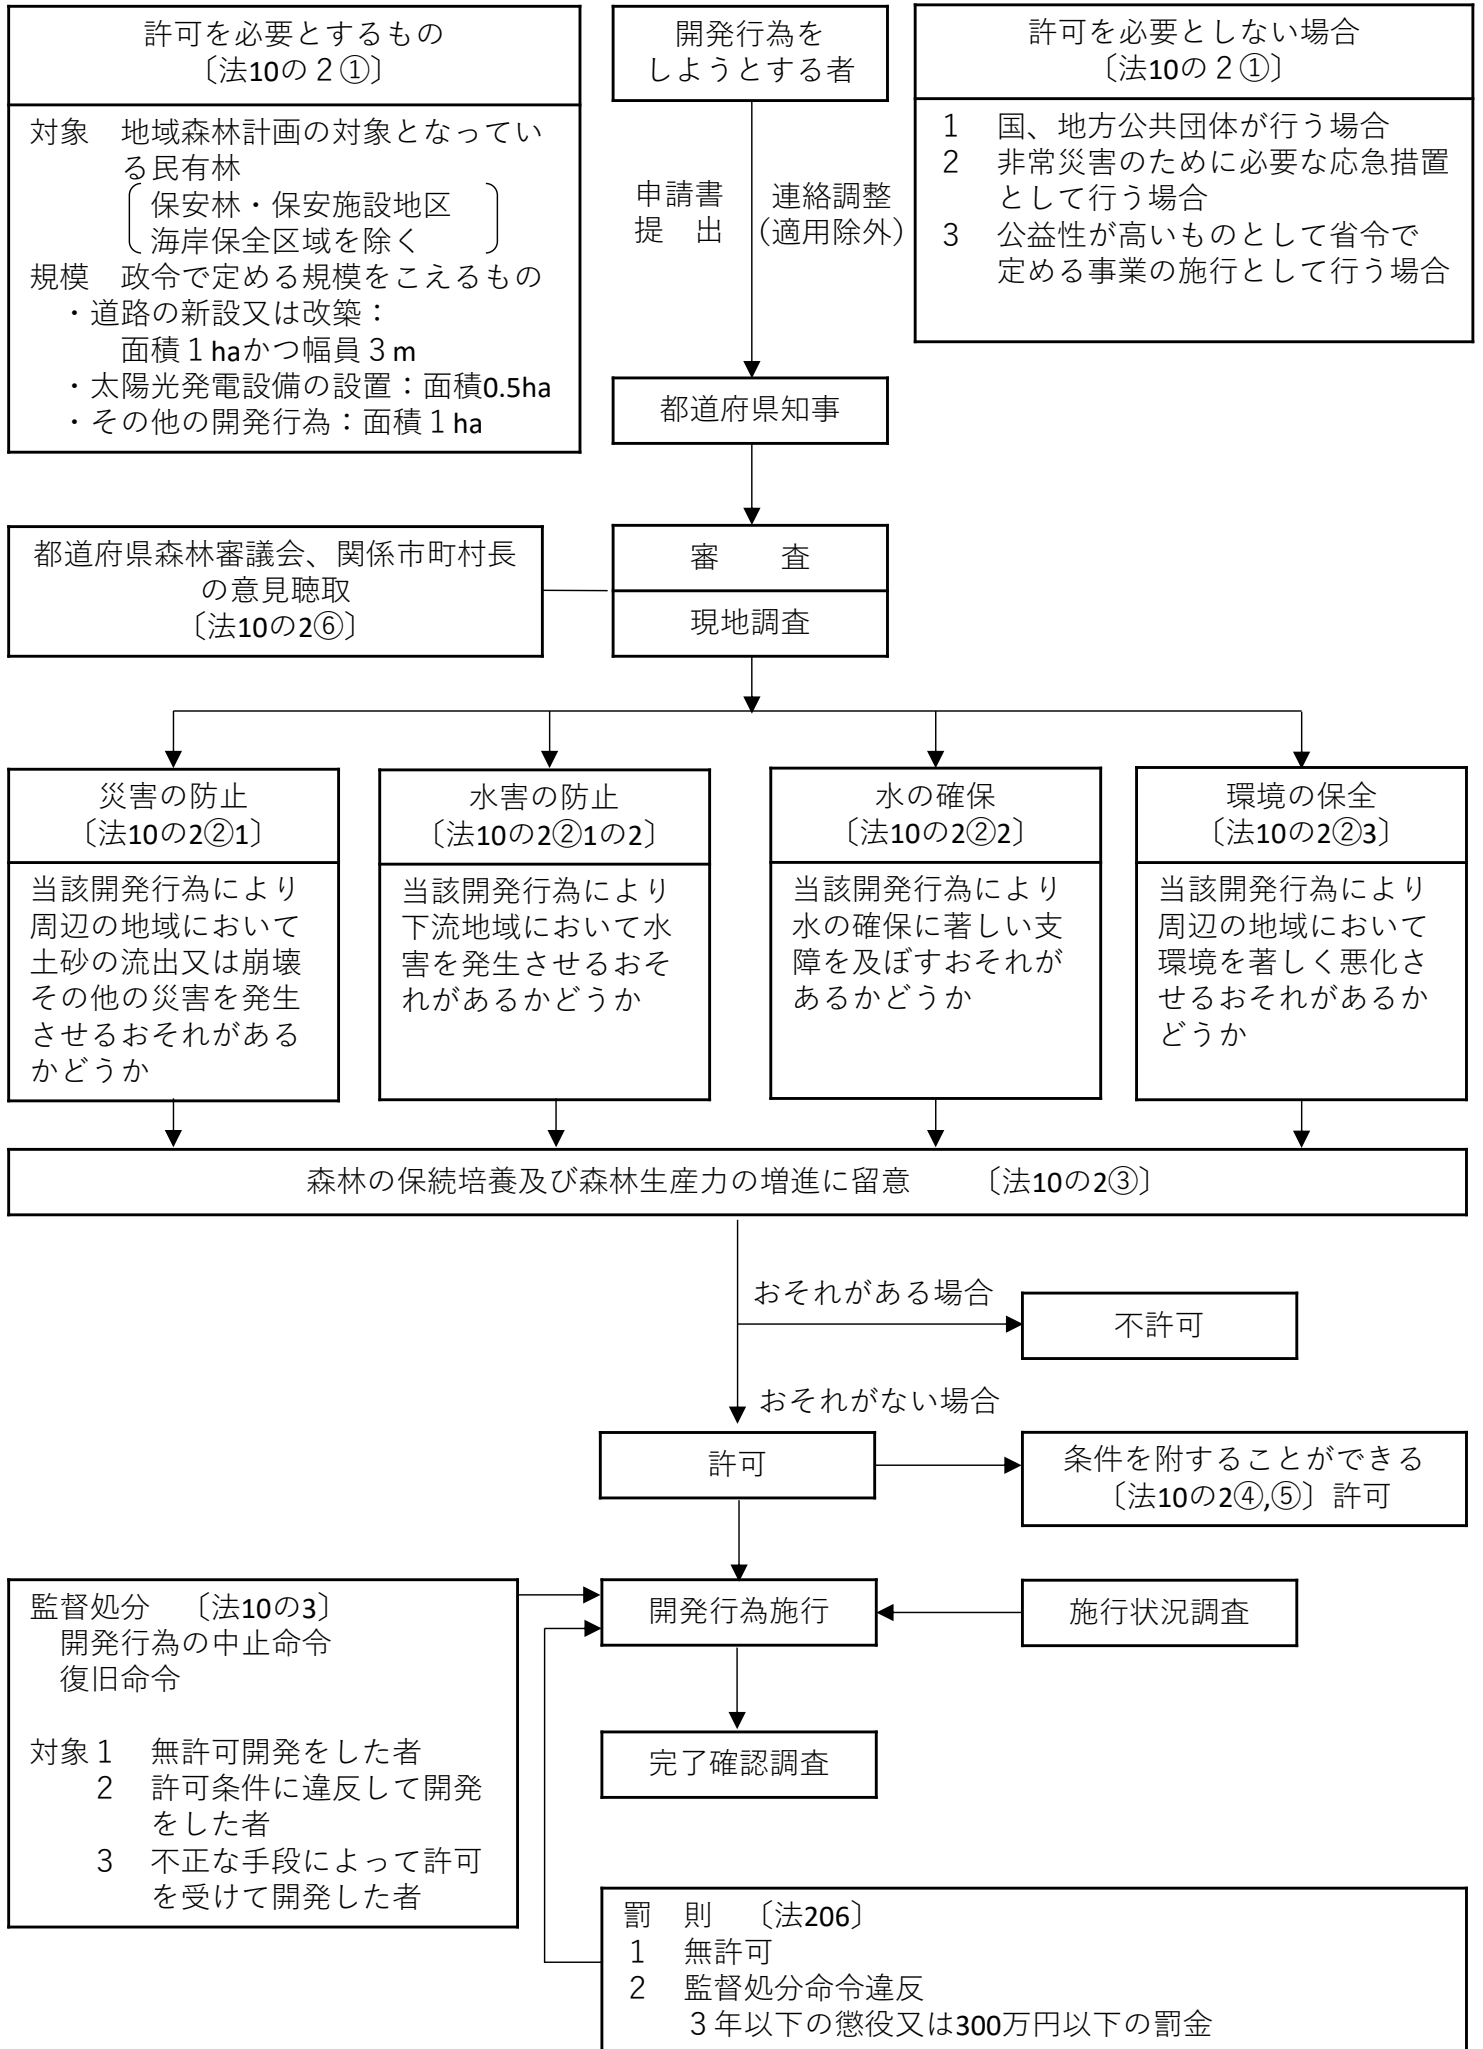 許可を必要とするもの
〔法10の２①〕
対象　地域森林計画の対象となってい
る民有林
保安林・保安施設地区
海岸保全区域を除く
規模　政令で定める規模をこえるもの
・道路の新設又は改築：
面積１haかつ幅員３m
・太陽光発電設備の設置：面積0.5ha
・その他の開発行為：面積１ha
開発行為を
しようとする者
申請書
提　出
連絡調整
(適用除外)
許可を必要としない場合
〔法10の２①〕
１　国、地方公共団体が行う場合
２　非常災害のために必要な応急措置
として行う場合
３　公益性が高いものとして省令で
定める事業の施行として行う場合
都道府県知事
都道府県森林審議会、関係市町村長
の意見聴取
〔法10の2⑥〕
審　　査
現地調査
災害の防止
〔法10の2②1〕
当該開発行為により
周辺の地域において
土砂の流出又は崩壊
その他の災害を発生
させるおそれがある
かどうか
水害の防止
〔法10の2②1の2〕
当該開発行為により
下流地域において水
害を発生させるおそ
れがあるかどうか
水の確保
〔法10の2②2〕
当該開発行為により
水の確保に著しい支
障を及ぼすおそれが
あるかどうか
環境の保全
〔法10の2②3〕
当該開発行為により
周辺の地域において
環境を著しく悪化さ
せるおそれがあるか
どうか
森林の保続培養及び森林生産力の増進に留意　　〔法10の2③〕
おそれがある場合
不許可
おそれがない場合
許可
条件を附することができる
〔法10の2④,⑤〕許可
監督処分　〔法10の3〕
開発行為の中止命令
復旧命令
対象１　無許可開発をした者
２　許可条件に違反して開発
をした者
３　不正な手段によって許可
を受けて開発した者
開発行為施行
施行状況調査
完了確認調査
罰　則　〔法206〕
１　無許可
２　監督処分命令違反
３年以下の懲役又は300万円以下の罰金